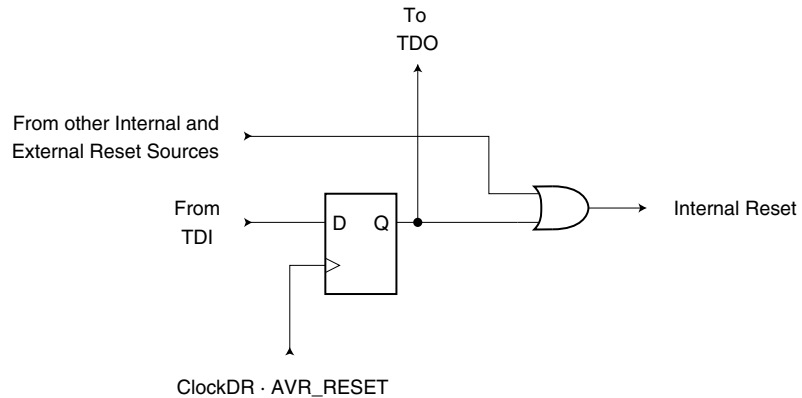 To
TDO
From other Internal and
External Reset Sources
From
TDI
D Q
Internal Reset
ClockDR · AVR_RESET